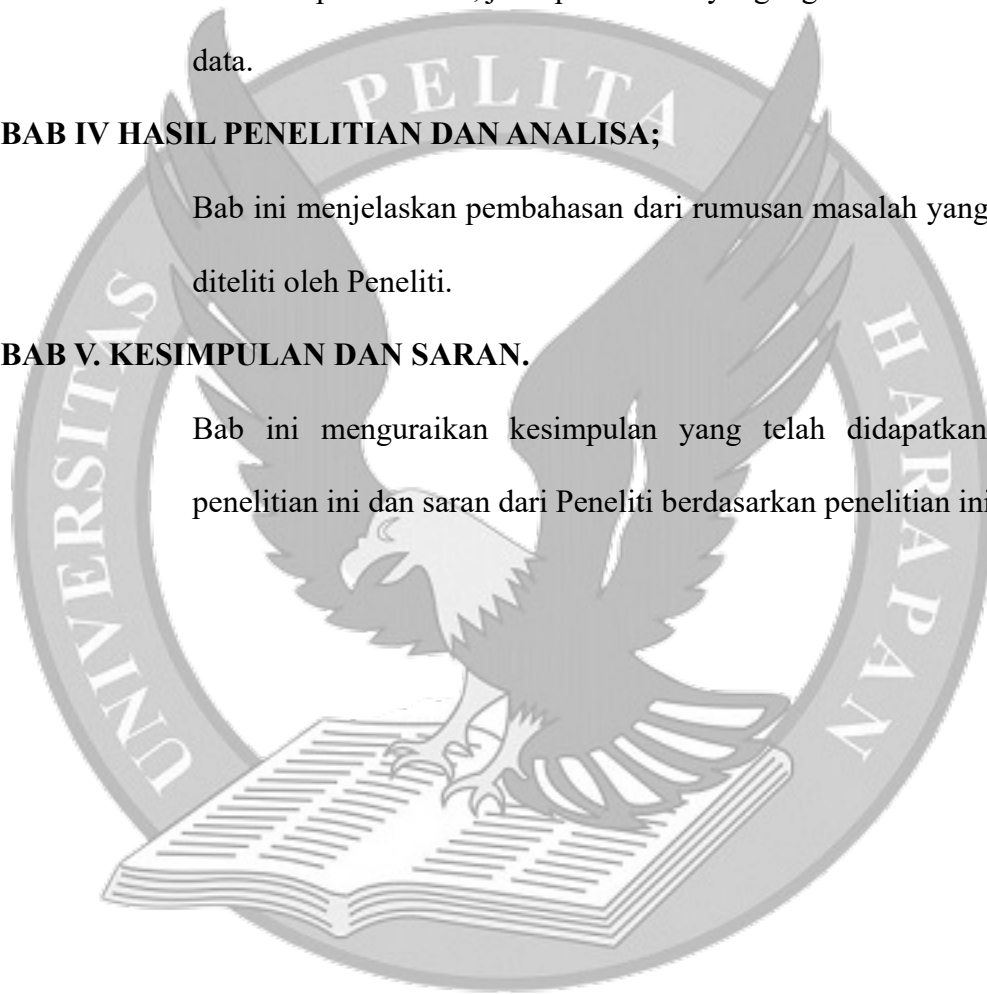 data.
BAB IV HASIL PENELITIAN DAN ANALISA;
Bab ini menjelaskan pembahasan dari rumusan masalah yang
diteliti oleh Peneliti.
BAB V. KESIMPULAN DAN SARAN.
Bab ini menguraikan kesimpulan yang telah didapatkan
penelitian ini dan saran dari Peneliti berdasarkan penelitian ini
UNIVERSITAS PELITA HARAPAN